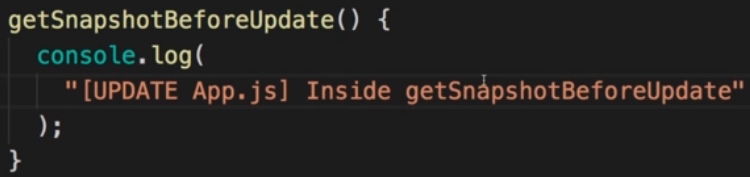 getSnapshotBeforeUpdate() {
console.log(
"[UPDATE App.js] Inside getSnapshotBeforeUpdate"
);
}